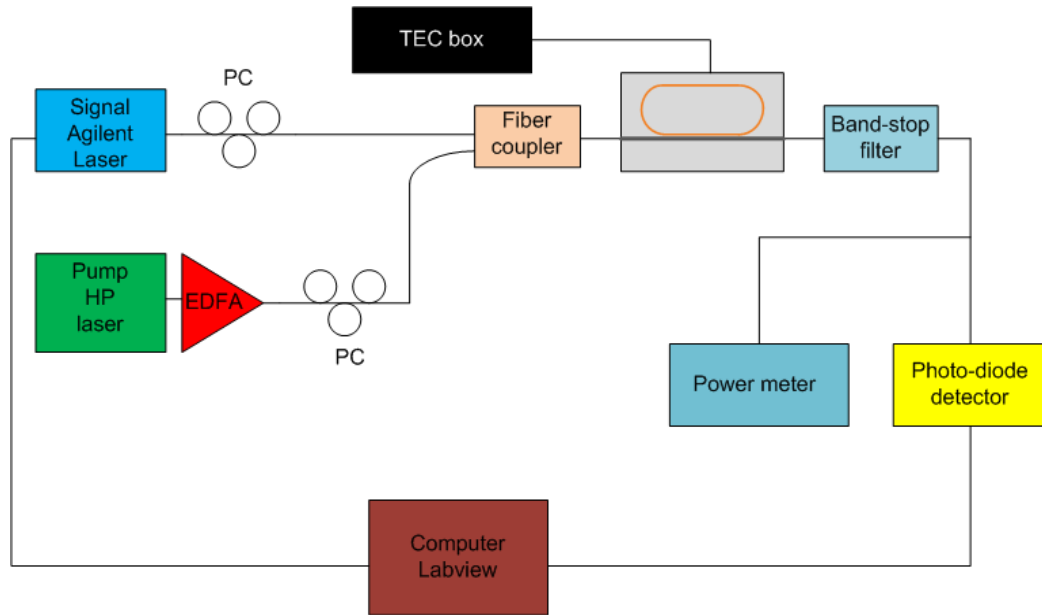 TEC box
PC
Signal
Agilent
Laser
Fiber
coupler
Band-stop
filter
Pump
HP
laser
EDFA
PC
Power meter
Photo-diode
detector
Computer
Labview